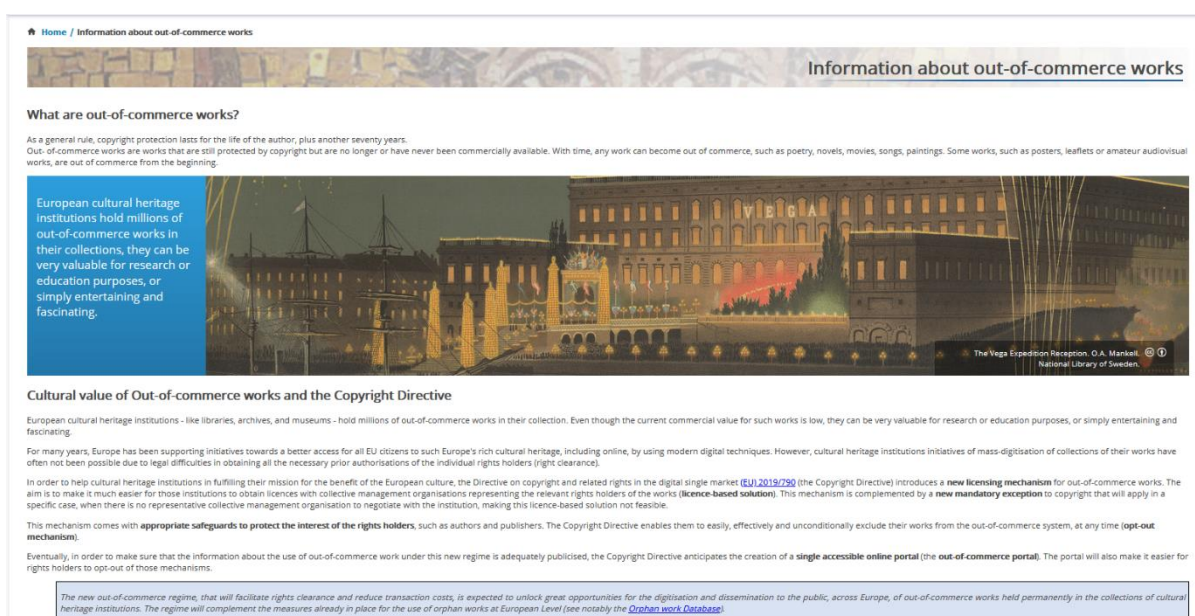 Home / Information about out-of-commerce works
Information about out-of-commerce works
What are out-of-commerce works?
As a general rule, copyright protection lasts for the life of the author, plus another seventy years.
Out- of-commerce works are works that are still protected by copyright but are no longer or have never been commercially available. With time, any work can become out of commerce, such as poetry, novels, movies, songs, paintings. Some works, such as posters, leaflets or amateur audiovisual
works, are out of commerce from the beginning.
European cultural heritage
institutions hold millions of
out-of-commerce works in
their collections, they can be
very valuable for research or
education purposes, or
simply entertaining and
fascinating.
VEGA
The Vega Expedition Reception. O.A. Mankell.
National Library of Sweden.
Cultural value of Out-of-commerce works and the Copyright Directive
European cultural heritage institutions - like libraries, archives, and museums - hold millions of out-of-commerce works in their collection. Even though the current commercial value for such works is low, they can be very valuable for research or education purposes, or simply entertaining and
fascinating.
For many years, Europe has been supporting initiatives towards a better access for all EU citizens to such Europe's rich cultural heritage, including online, by using modern digital techniques. However, cultural heritage institutions initiatives of mass-digitisation of collections of their works have
often not been possible due to legal difficulties in obtaining all the necessary prior authorisations of the individual rights holders (right clearance).
In order to help cultural heritage institutions in fulfilling their mission for the benefit of the European culture, the Directive on copyright and related rights in the digital single market (EU) 2019/790 (the Copyright Directive) introduces a new licensing mechanism for out-of-commerce works. The
aim is to make it much easier for those institutions to obtain licences with collective management organisations representing the relevant rights holders of the works (licence-based solution). This mechanism is complemented by a new mandatory exception to copyright that will apply in a
specific case, when there is no representative collective management organisation to negotiate with the institution, making this licence-based solution not feasible.
This mechanism comes with appropriate safeguards to protect the interest of the rights holders, such as authors and publishers. The Copyright Directive enables them to easily, effectively and unconditionally exclude their works from the out-of-commerce system, at any time (opt-out
mechanism).
Eventually, in order to make sure that the information about the use of out-of-commerce work under this new regime is adequately publicised, the Copyright Directive anticipates the creation of a single accessible online portal (the out-of-commerce portal). The portal will also make it easier for
rights holders to opt-out of those mechanisms.
The new out-of-commerce regime, that will facilitate rights clearance and reduce transaction costs, is expected to unlock great opportunities for the digitisation and dissemination to the public, across Europe, of out-of-commerce works held permanently in the collections of cultural
heritage institutions. The regime will complement the measures already in place for the use of orphan works at European Level (see notably the Orphan work Database).